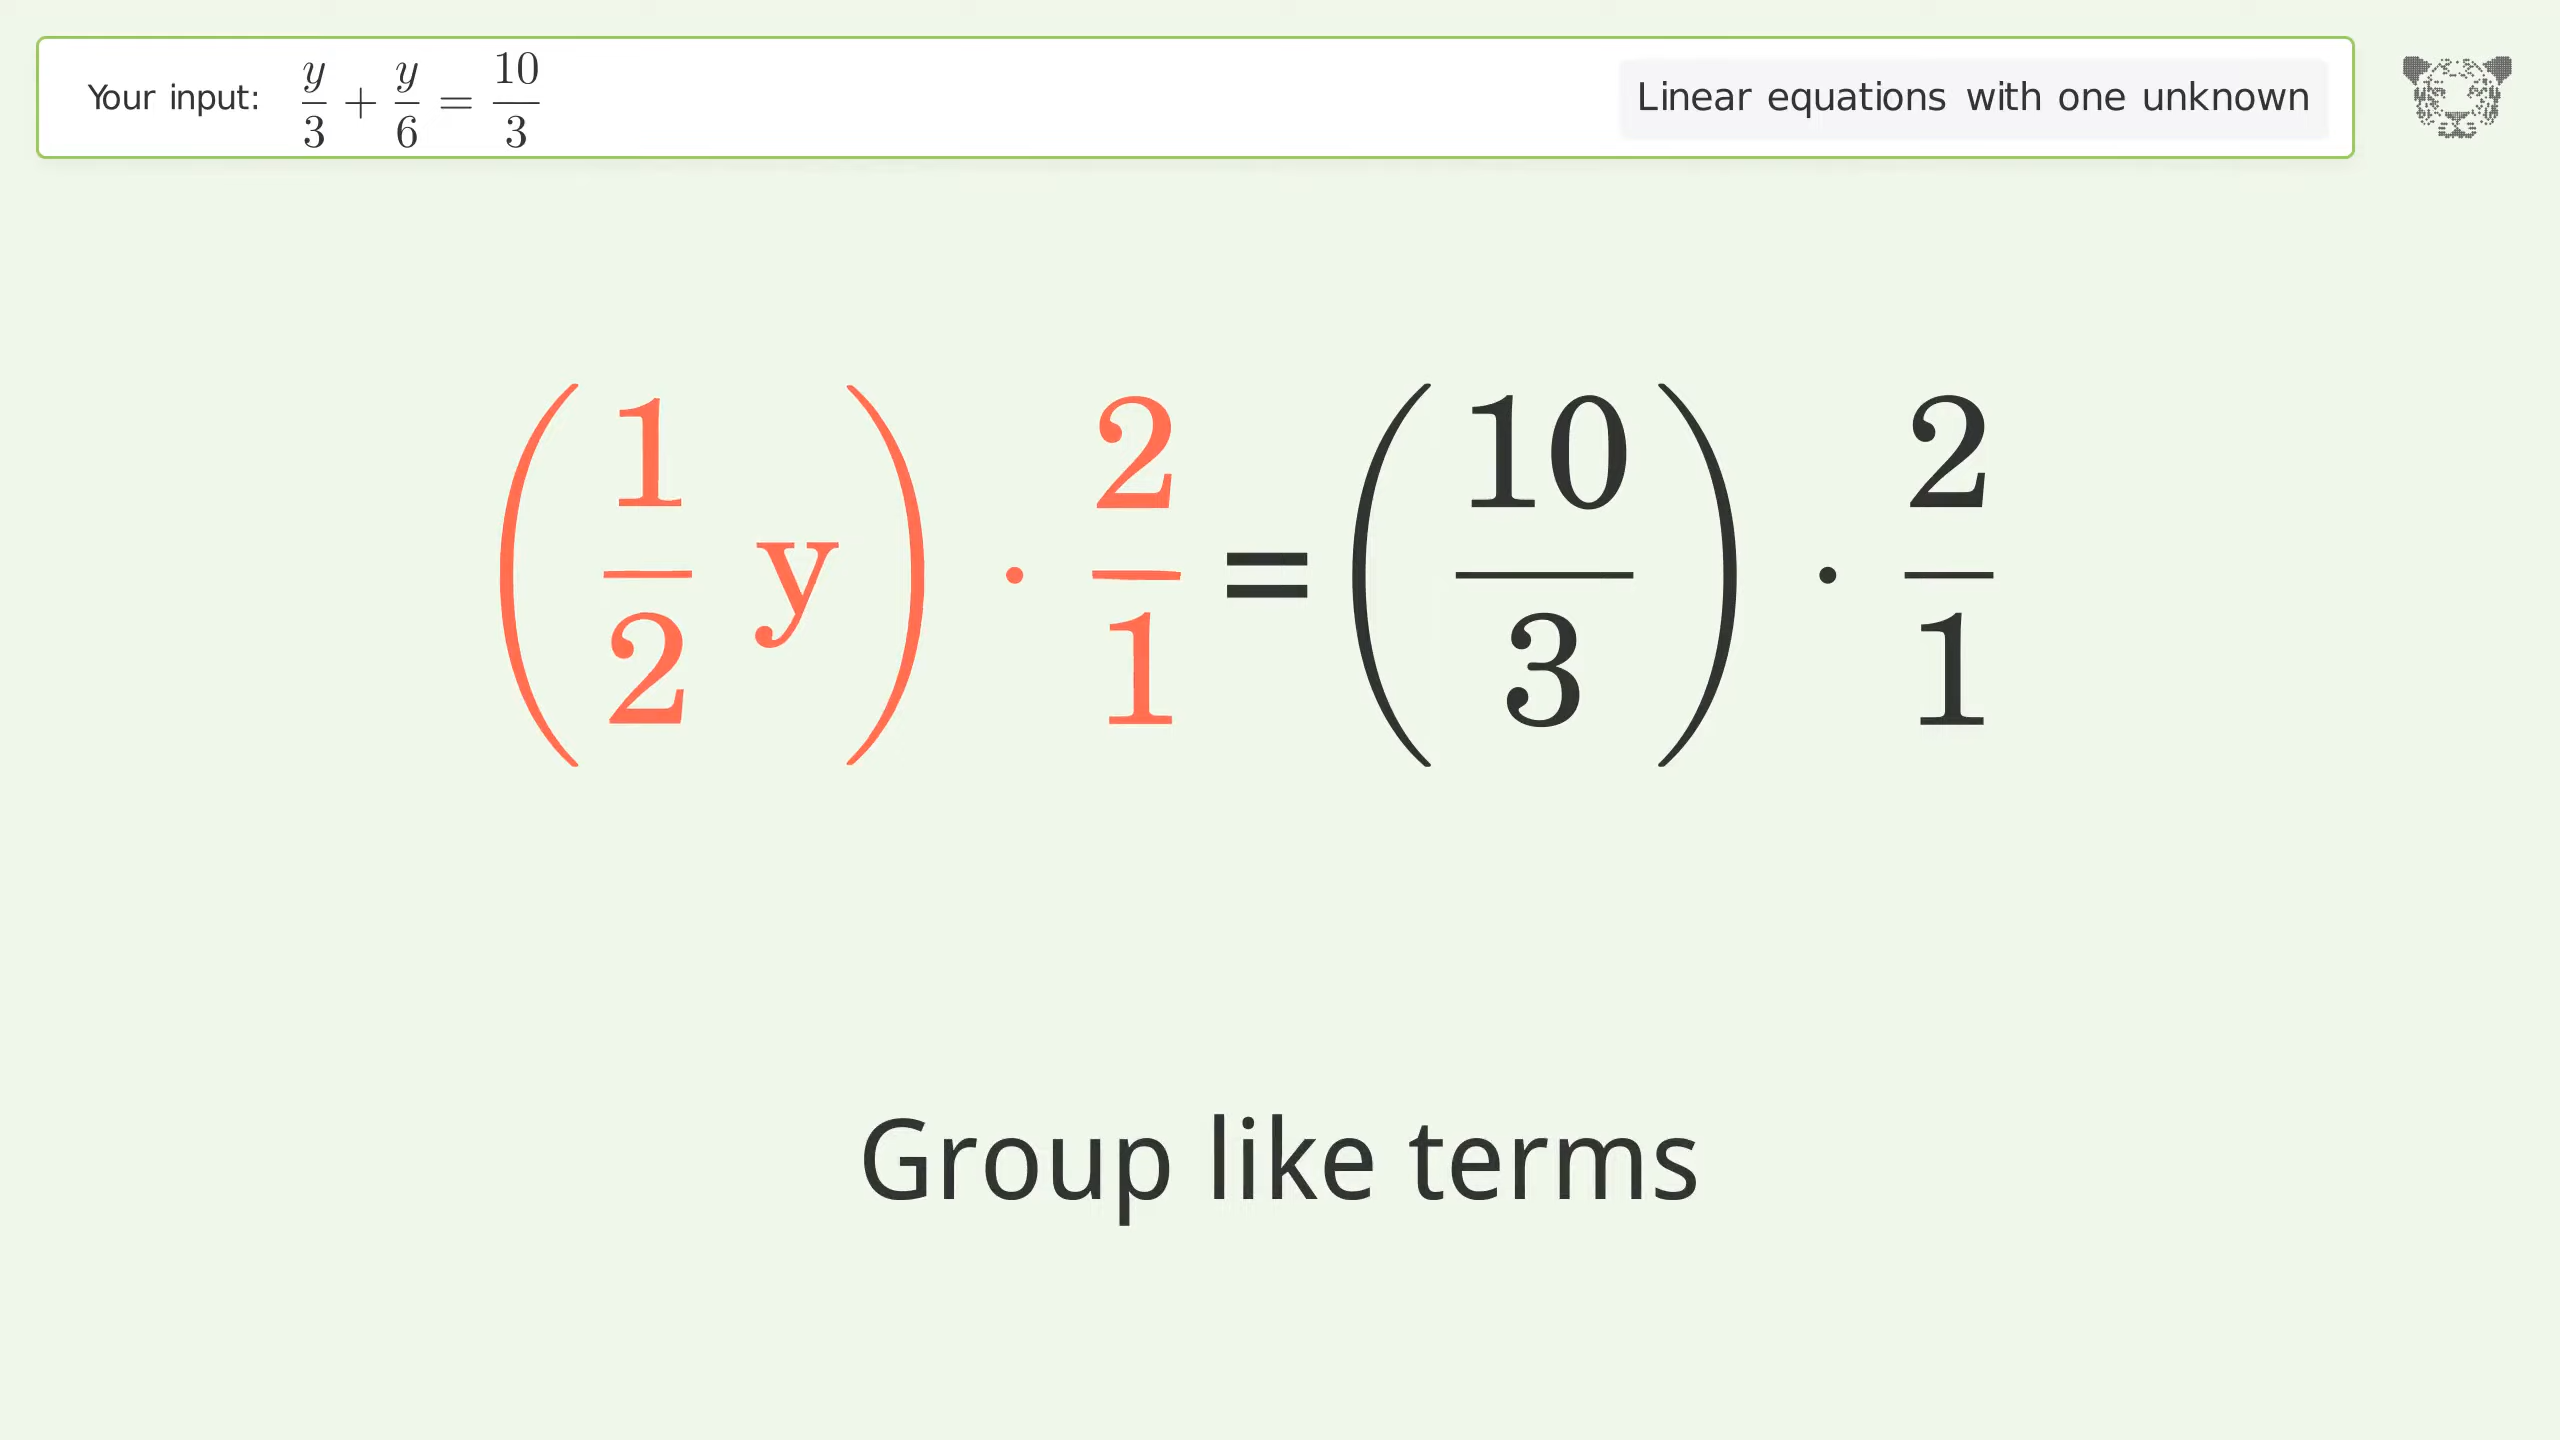 Your input: y/3 + y/6 = 10/3
Linear equations with one unknown
(1/2 y) · 2/1 = (10/3) · 2/1
Group like terms